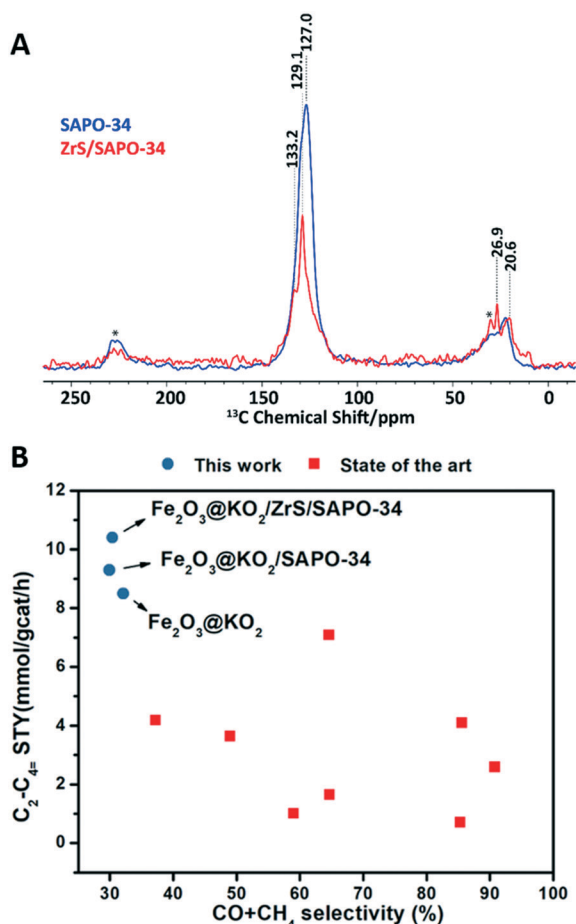 A
SAPO-34
ZrS/SAPO-34
133.2
129.1
127.0
26.9
20.6
*
*
250 200 150 100 50 0
¹³C Chemical Shift/ppm
B
This work State of the art
Fe₂O₃@KO₂/ZrS/SAPO-34
Fe₂O₃@KO₂/SAPO-34
Fe₂O₃@KO₂
12
10
8
6
4
2
0
C₂-C₄₌ STY(mmol/gcat/h)
30 40 50 60 70 80 90 100
CO+CH₄ selectivity (%)